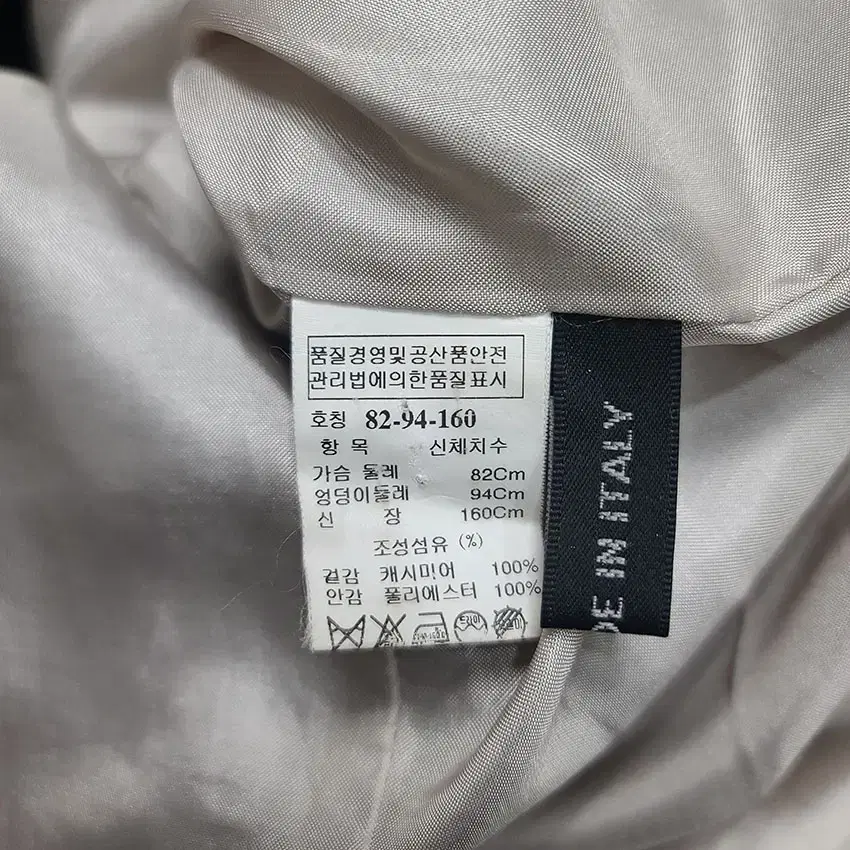 품질경영및공산품안전
관리법에의한품질표시
호칭 82-94-160
항 목 신체치수
가슴 둘레 82Cm
엉덩이둘레 94Cm
신 장 160Cm
조성섬유 (%)
겉감 캐시미어 100%
안감 폴리에스터 100%
DE IN ITALY